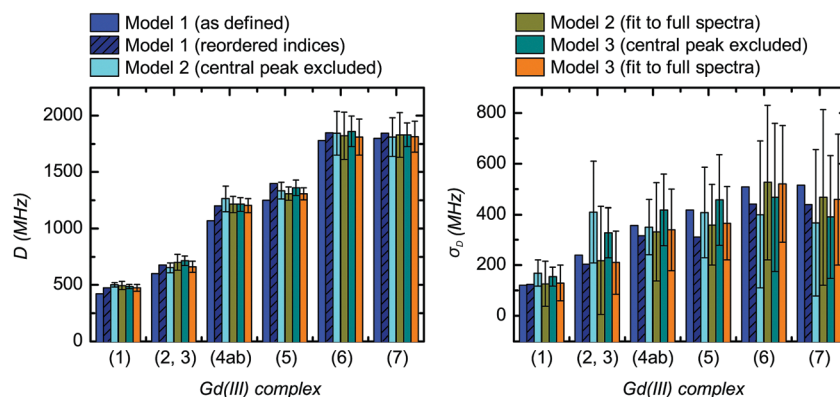 Model 1 (as defined)
Model 1 (reordered indices)
Model 2 (central peak excluded)
Model 2 (fit to full spectra)
Model 3 (central peak excluded)
Model 3 (fit to full spectra)
D (MHz)
2000
1500
1000
500
0
(1) (2, 3) (4ab) (5) (6) (7)
Gd(III) complex
σD (MHz)
800
600
400
200
0
(1) (2, 3) (4ab) (5) (6) (7)
Gd(III) complex